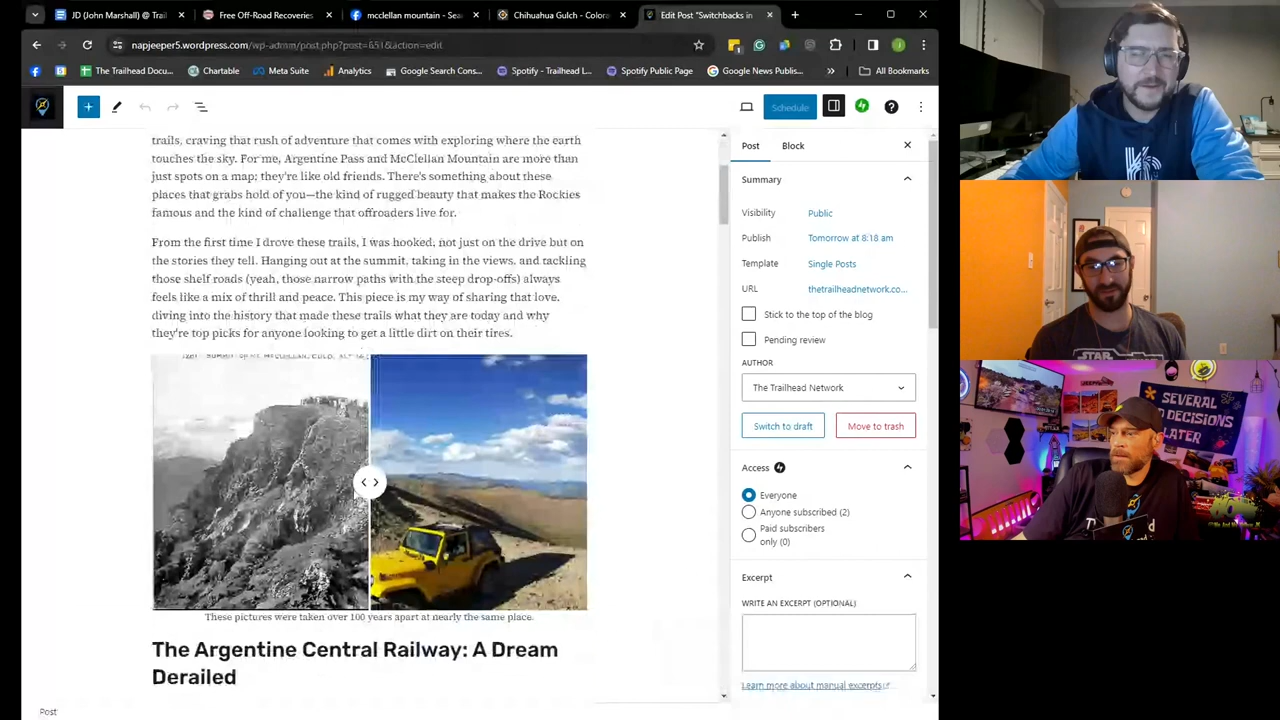 JD (John Marshall) @ Trail
Free Off-Road Recoveries
mcclellan mountain - Sea
Chihuahua Gulch - Colora
Edit Post "Switchbacks in
napjeeper5.wordpress.com/wp-admin/post.php?post=651&action=edit
The Trailhead Docu...
Chartable
Meta Suite
Analytics
Google Search Cons...
Spotify - Trailhead L...
Spotify Public Page
Google News Publis...
All Bookmarks
Schedule
trails, craving that rush of adventure that comes with exploring where the earth
touches the sky. For me, Argentine Pass and McClellan Mountain are more than
just spots on a map; they're like old friends. There's something about these
places that grabs hold of you—the kind of rugged beauty that makes the Rockies
famous and the kind of challenge that offroaders live for.
From the first time I drove these trails, I was hooked, not just on the drive but on
the stories they tell. Hanging out at the summit, taking in the views, and tackling
those shelf roads (yeah, those narrow paths with the steep drop-offs) always
feels like a mix of thrill and peace. This piece is my way of sharing that love,
diving into the history that made these trails what they are today and why
they're top picks for anyone looking to get a little dirt on their tires.
These pictures were taken over 100 years apart at nearly the same place.
The Argentine Central Railway: A Dream
Derailed
Post
Post
Block
Summary
Visibility
Public
Publish
Tomorrow at 8:18 am
Template
Single Posts
URL
thetrailheadnetwork.co...
Stick to the top of the blog
Pending review
AUTHOR
The Trailhead Network
Switch to draft
Move to trash
Access
Everyone
Anyone subscribed (2)
Paid subscribers
only (0)
Excerpt
WRITE AN EXCERPT (OPTIONAL)
Learn more about manual excerpts
STAR
SEVERAL
DECISIONS
LATER